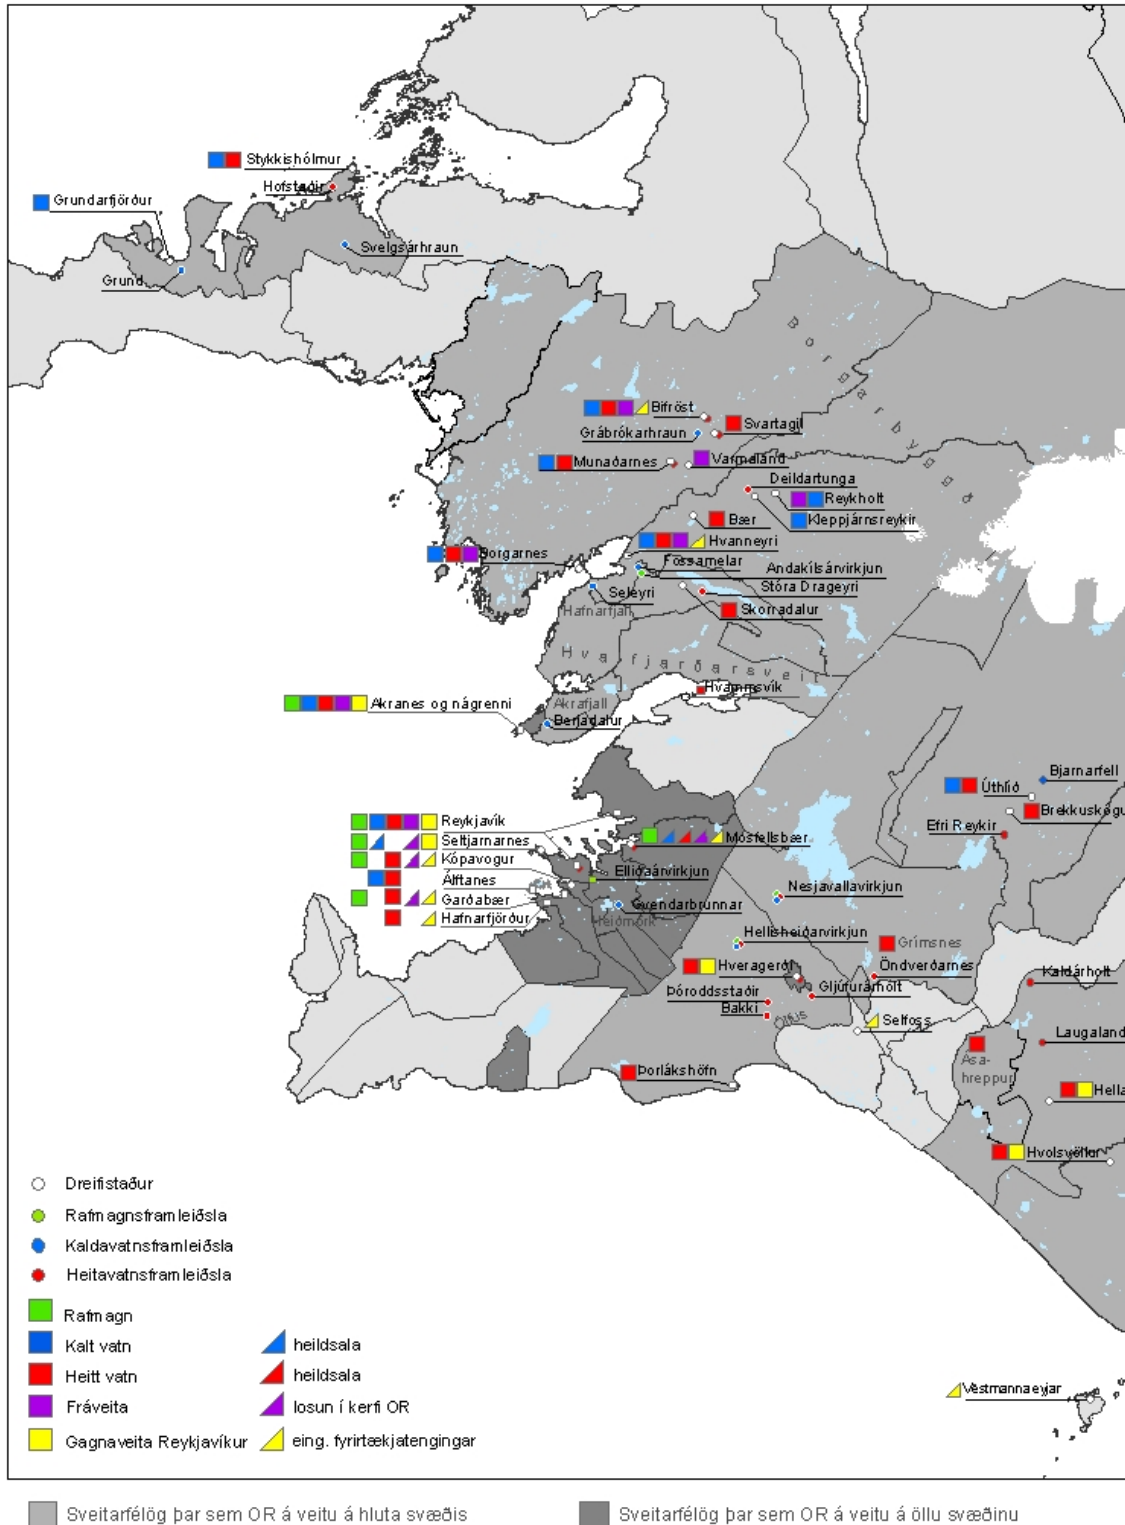 Stykkishólmur
Hofstaðir
Grundarfjörður
Svelgsárhraun
Grund
Borgarbyggð
Bifröst
Svartagil
Grábrókarhraun
Munaðarnes
Varmaland
Deildartunga
Reykholt
Kleppjárnsreykir
Bær
Hvanneyri
Borgarnes
Fossamelar
Andakílsárvirkjun
Seleyri
Stóra Drageyri
Hafnarfjall
Skorradalur
Hvalfjarðarsveit
Hvammsvík
Akranes og nágrenni
Akrafjall
Berjadalur
Bjarnarfell
Úthlíð
Brekkuskógur
Efri Reykir
Reykjavík
Seltjarnarnes
Mosfellsbær
Kópavogur
Elliðaárvirkjun
Álftanes
Nesjavallavirkjun
Garðabær
Gvendarbrunnar
Hafnarfjörður
Heiðmörk
Hellisheiðarvirkjun
Grímsnes
Hveragerði
Öndverðarnes
Kaldárholt
Þóroddsstaðir
Gljúfurárholt
Bakki
Ölfus
Selfoss
Laugaland
Ása-
hreppur
Þorlákshöfn
Hella
Hvolsvöllur
Dreifistaður
Rafmagnsframleiðsla
Kaldavatnsframleiðsla
Heitavatnsframleiðsla
Rafmagn
Kalt vatn heildsala
Heitt vatn heildsala
Fráveita losun í kerfi OR
Gagnaveita Reykjavíkur eing. fyrirtækjatengingar
Vestmannaeyjar
Sveitarfélög þar sem OR á veitu á hluta svæðis
Sveitarfélög þar sem OR á veitu á öllu svæðinu